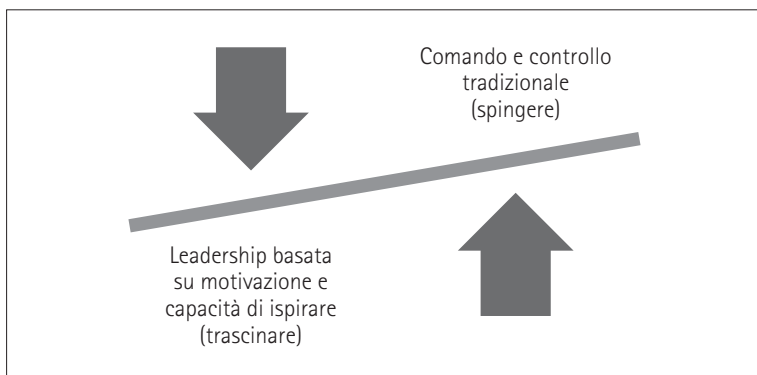 Comando e controllo
tradizionale
(spingere)
Leadership basata
su motivazione e
capacità di ispirare
(trascinare)